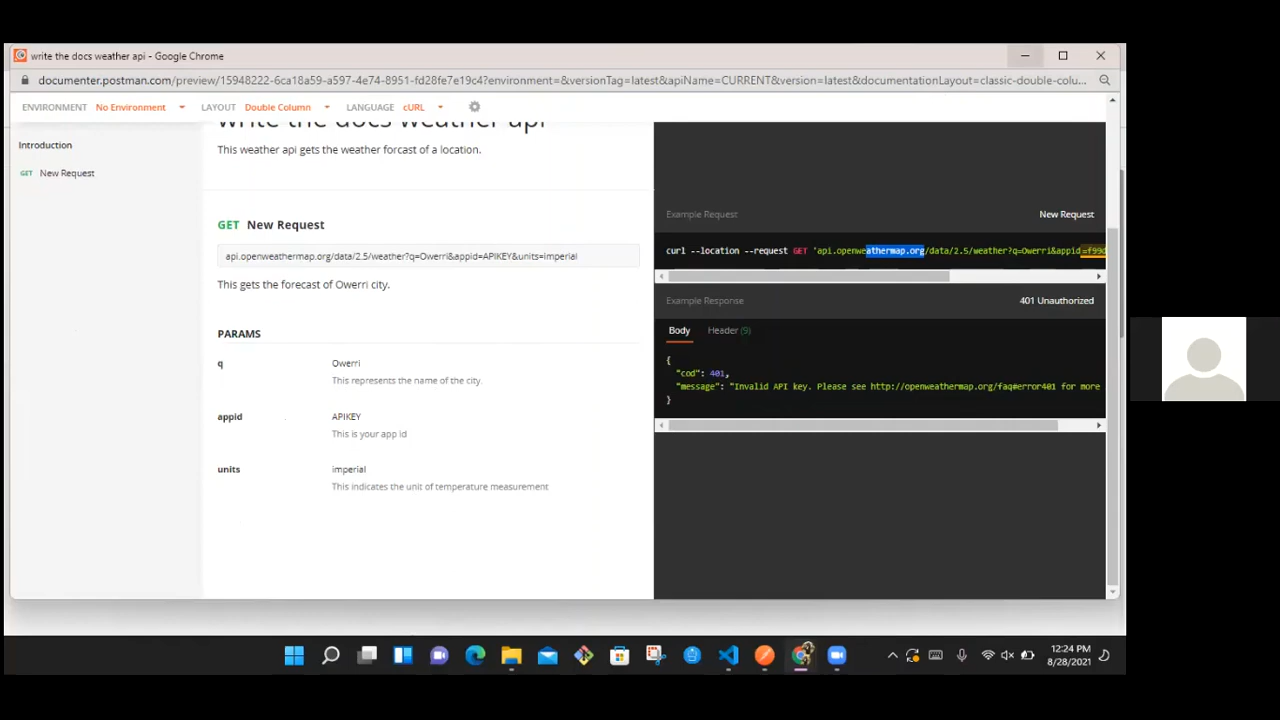 write the docs weather api - Google Chrome
documenter.postman.com/preview/15948222-6ca18a59-a597-4e74-8951-fd28fe7e19c4?environment=&versionTag=latest&apiName=CURRENT&version=latest&documentationLayout=classic-double-colu...
ENVIRONMENT No Environment LAYOUT Double Column LANGUAGE cURL
Introduction
GET New Request
write the docs weather api
This weather api gets the weather forcast of a location.
GET New Request
api.openweathermap.org/data/2.5/weather?q=Owerri&appid=APIKEY&units=imperial
This gets the forecast of Owerri city.
PARAMS
q Owerri
This represents the name of the city.
appid APIKEY
This is your app id
units imperial
This indicates the unit of temperature measurement
Example Request New Request
curl --location --request GET 'api.openweathermap.org/data/2.5/weather?q=Owerri&appid=f99d
Example Response 401 Unauthorized
Body Header (9)
{
"cod": 401,
"message": "Invalid API key. Please see http://openweathermap.org/faq#error401 for more
}
12:24 PM
8/28/2021